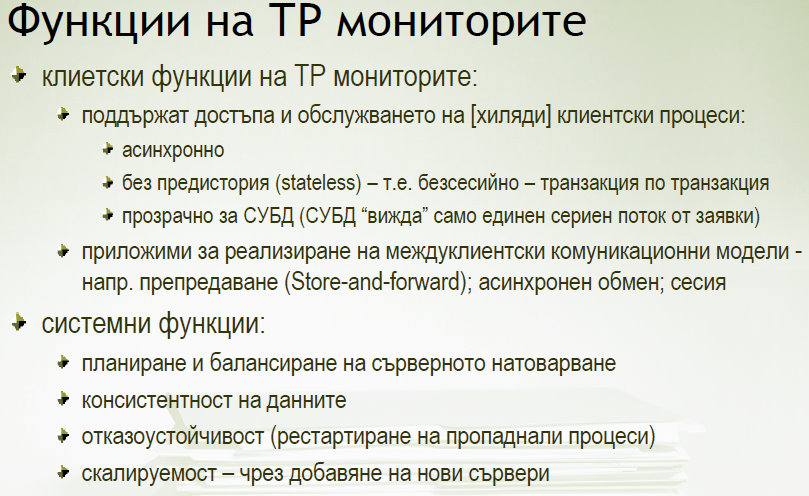 Функции на ТР мониторите
клиетски функции на ТР мониторите:
поддържат достъпа и обслужването на [хиляди] клиентски процеси:
асинхронно
без предистория (stateless) – т.е. безсесийно – транзакция по транзакция
прозрачно за СУБД (СУБД “вижда” само единен сериен поток от заявки)
приложими за реализиране на междуклиентски комуникационни модели -
напр. препредаване (Store-and-forward); асинхронен обмен; сесия
системни функции:
планиране и балансиране на сърверното натоварване
консистентност на данните
отказоустойчивост (рестартиране на пропаднали процеси)
скалируемост – чрез добавяне на нови сървери